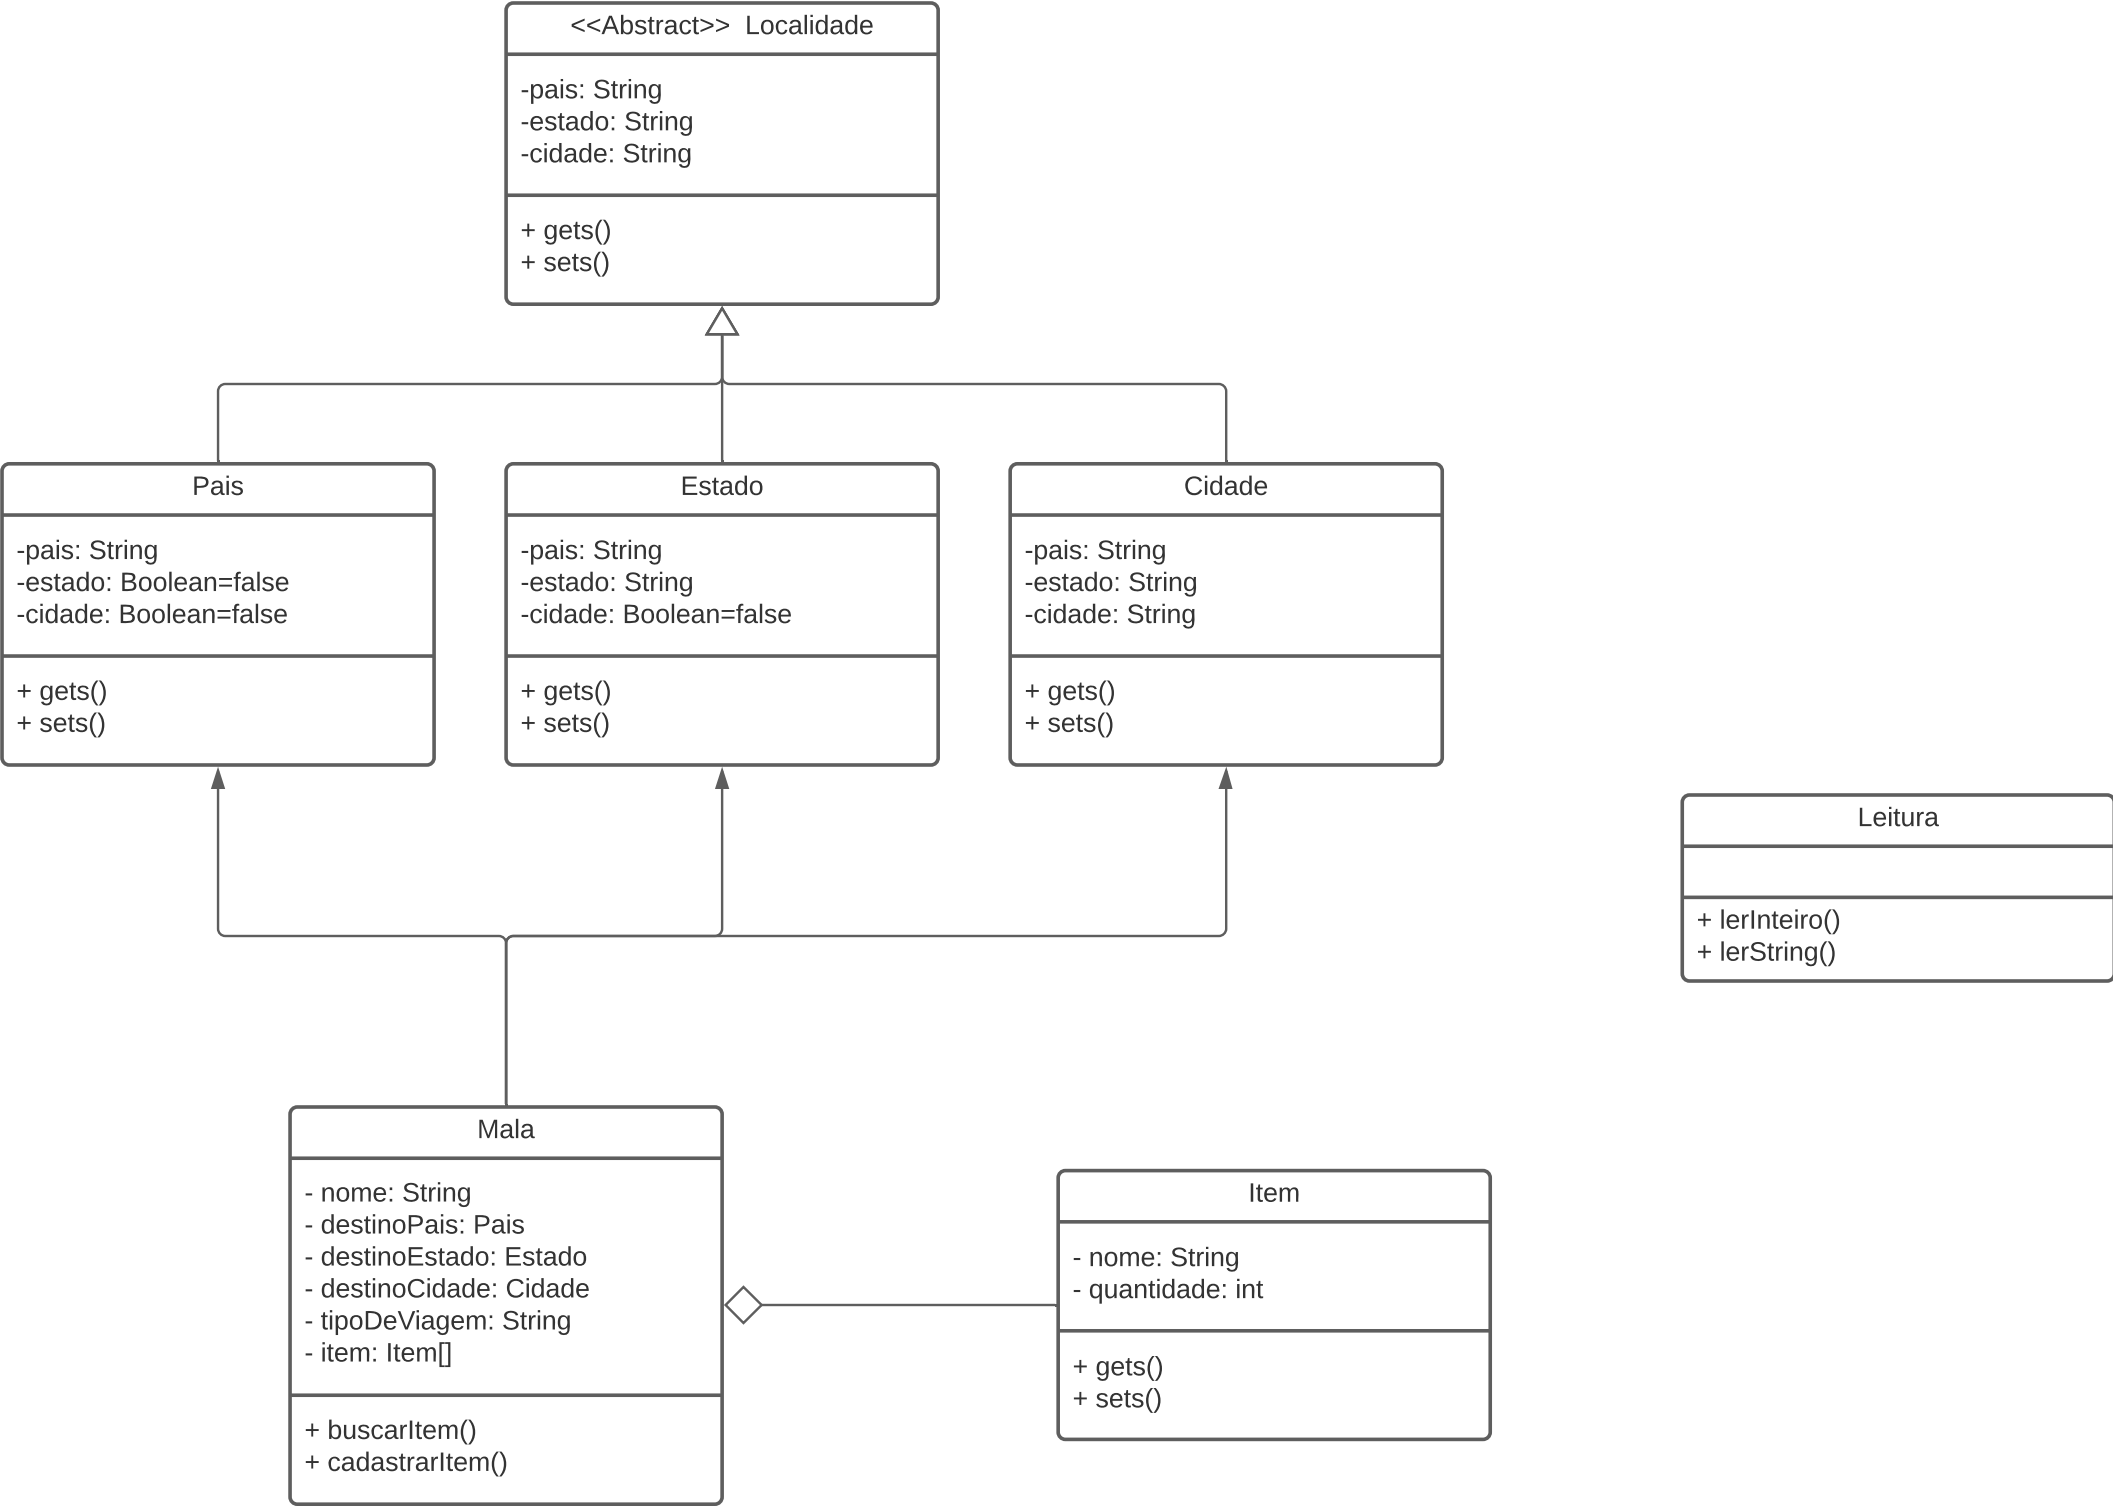 <<Abstract>>  Localidade
-pais: String
-estado: String
-cidade: String
+ gets()
+ sets()
Pais
-pais: String
-estado: Boolean=false
-cidade: Boolean=false
+ gets()
+ sets()
Estado
-pais: String
-estado: String
-cidade: Boolean=false
+ gets()
+ sets()
Cidade
-pais: String
-estado: String
-cidade: String
+ gets()
+ sets()
Leitura
+ lerInteiro()
+ lerString()
Mala
- nome: String
- destinoPais: Pais
- destinoEstado: Estado
- destinoCidade: Cidade
- tipoDeViagem: String
- item: Item[]
+ buscarItem()
+ cadastrarItem()
Item
- nome: String
- quantidade: int
+ gets()
+ sets()